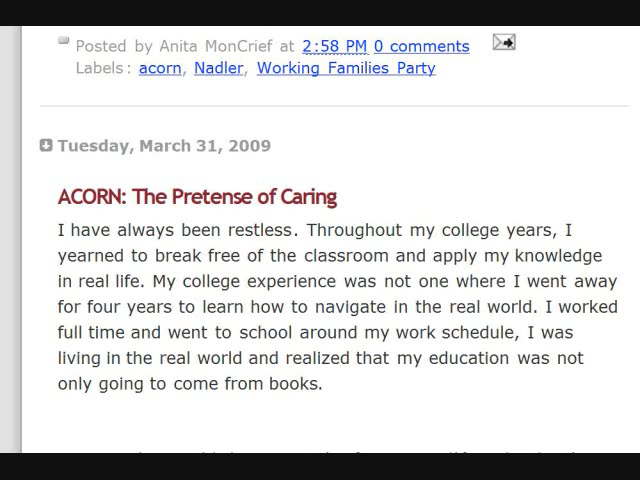 Posted by Anita MonCrief at 2:58 PM 0 comments
Labels: acorn, Nadler, Working Families Party
Tuesday, March 31, 2009
ACORN: The Pretense of Caring
I have always been restless. Throughout my college years, I
yearned to break free of the classroom and apply my knowledge
in real life. My college experience was not one where I went away
for four years to learn how to navigate in the real world. I worked
full time and went to school around my work schedule, I was
living in the real world and realized that my education was not
only going to come from books.